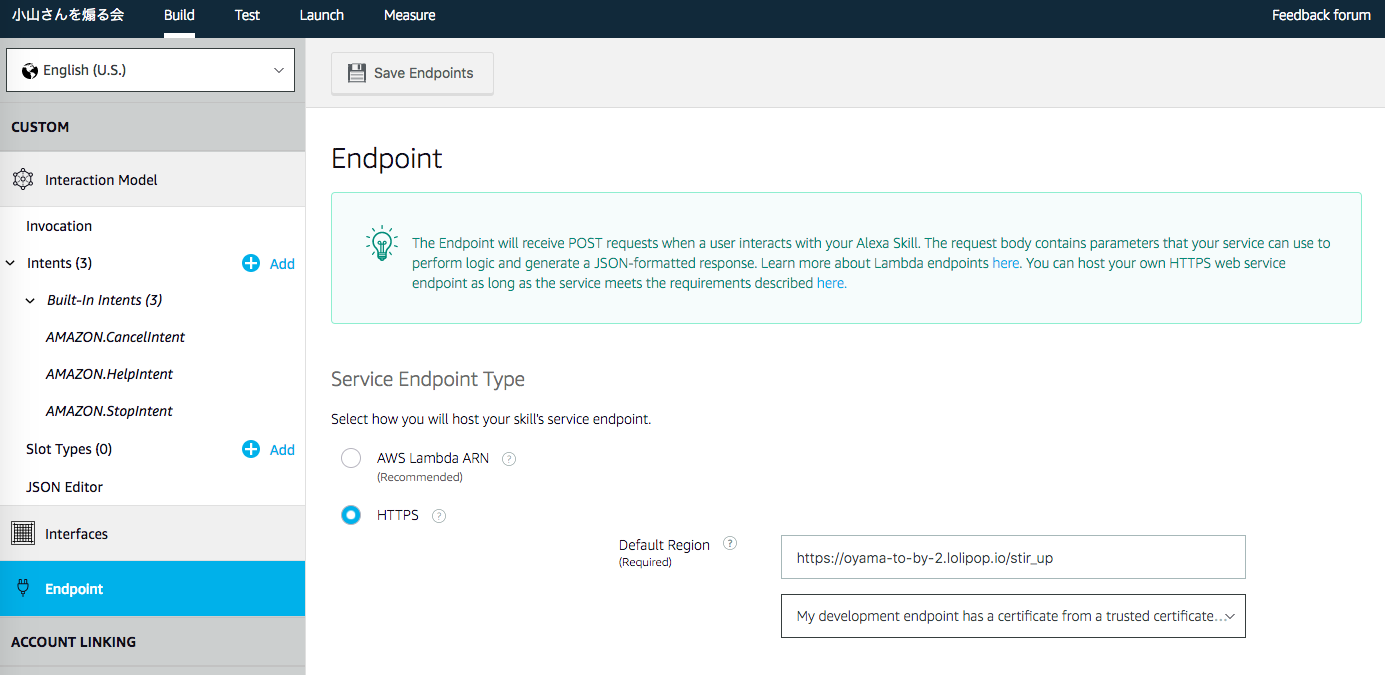 小山さんを煽る会 Build Test Launch Measure Feedback forum
English (U.S.)
Save Endpoints
CUSTOM
Interaction Model
Invocation
Intents (3)
Add
Built-In Intents (3)
AMAZON.CancelIntent
AMAZON.HelpIntent
AMAZON.StopIntent
Slot Types (0)
Add
JSON Editor
Interfaces
Endpoint
ACCOUNT LINKING
Endpoint
The Endpoint will receive POST requests when a user interacts with your Alexa Skill. The request body contains parameters that your service can use to
perform logic and generate a JSON-formatted response. Learn more about Lambda endpoints here. You can host your own HTTPS web service
endpoint as long as the service meets the requirements described here.
Service Endpoint Type
Select how you will host your skill's service endpoint.
AWS Lambda ARN ?
(Recommended)
HTTPS ?
Default Region ?
(Required)
https://oyama-to-by-2.lolipop.io/stir_up
My development endpoint has a certificate from a trusted certificate...